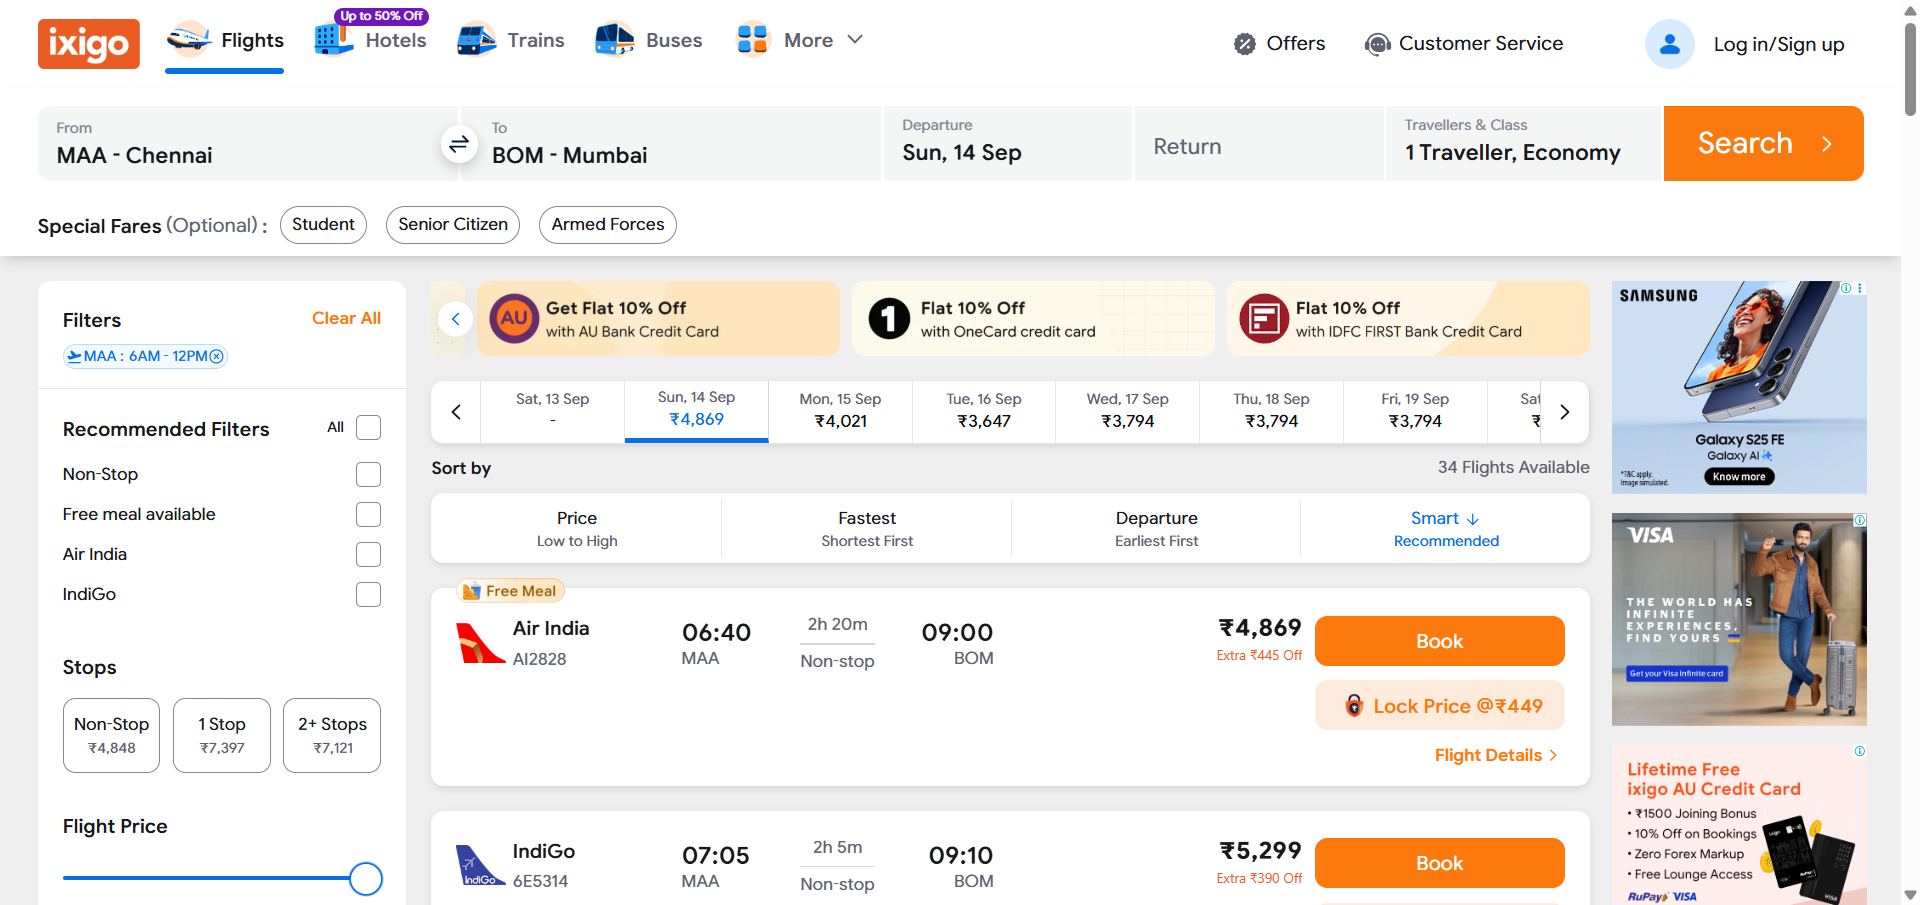 ixigo
Flights
Up to 50% Off
Hotels
Trains
Buses
More
Offers
Customer Service
Log in/Sign up
From
MAA - Chennai
To
BOM - Mumbai
Departure
Sun, 14 Sep
Return
Travellers & Class
1 Traveller, Economy
Search
Special Fares (Optional) :
Student
Senior Citizen
Armed Forces
Filters
Clear All
MAA : 6AM - 12PM
Recommended Filters
All
Non-Stop
Free meal available
Air India
IndiGo
Stops
Non-Stop
₹4,848
1 Stop
₹7,397
2+ Stops
₹7,121
Flight Price
AU
Get Flat 10% Off
with AU Bank Credit Card
1
Flat 10% Off
with OneCard credit card
Flat 10% Off
with IDFC FIRST Bank Credit Card
Sat, 13 Sep
-
Sun, 14 Sep
₹4,869
Mon, 15 Sep
₹4,021
Tue, 16 Sep
₹3,647
Wed, 17 Sep
₹3,794
Thu, 18 Sep
₹3,794
Fri, 19 Sep
₹3,794
Sat
₹
Sort by
34 Flights Available
Price
Low to High
Fastest
Shortest First
Departure
Earliest First
Smart
Recommended
Free Meal
Air India
AI2828
06:40
MAA
2h 20m
Non-stop
09:00
BOM
₹4,869
Extra ₹445 Off
Book
Lock Price @₹449
Flight Details
IndiGo
IndiGo
6E5314
07:05
MAA
2h 5m
Non-stop
09:10
BOM
₹5,299
Extra ₹390 Off
Book
SAMSUNG
Galaxy S25 FE
Galaxy AI
*T&C apply.
Image simulated.
Know more
VISA
THE WORLD HAS
INFINITE
EXPERIENCES,
FIND YOURS
Get your Visa Infinite card
Lifetime Free
ixigo AU Credit Card
• ₹1500 Joining Bonus
• 10% Off on Bookings
• Zero Forex Markup
• Free Lounge Access
RuPay VISA